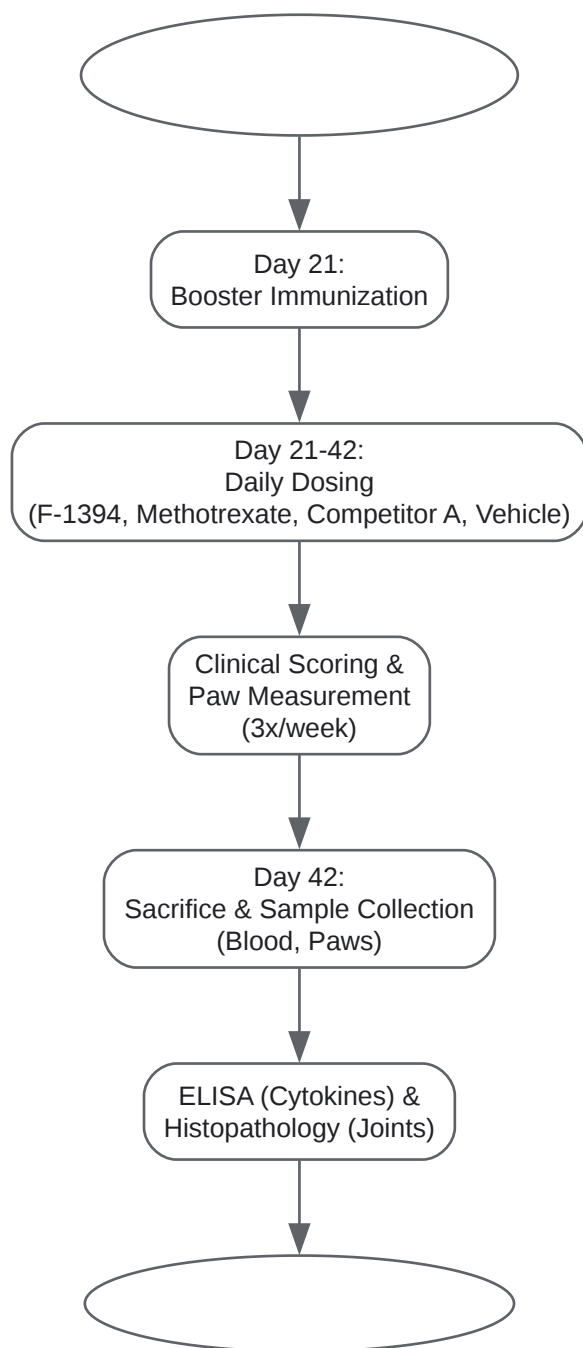 Day 21:
Booster Immunization
Day 21-42:
Daily Dosing
(F-1394, Methotrexate, Competitor A, Vehicle)
Clinical Scoring &
Paw Measurement
(3x/week)
Day 42:
Sacrifice & Sample Collection
(Blood, Paws)
ELISA (Cytokines) &
Histopathology (Joints)